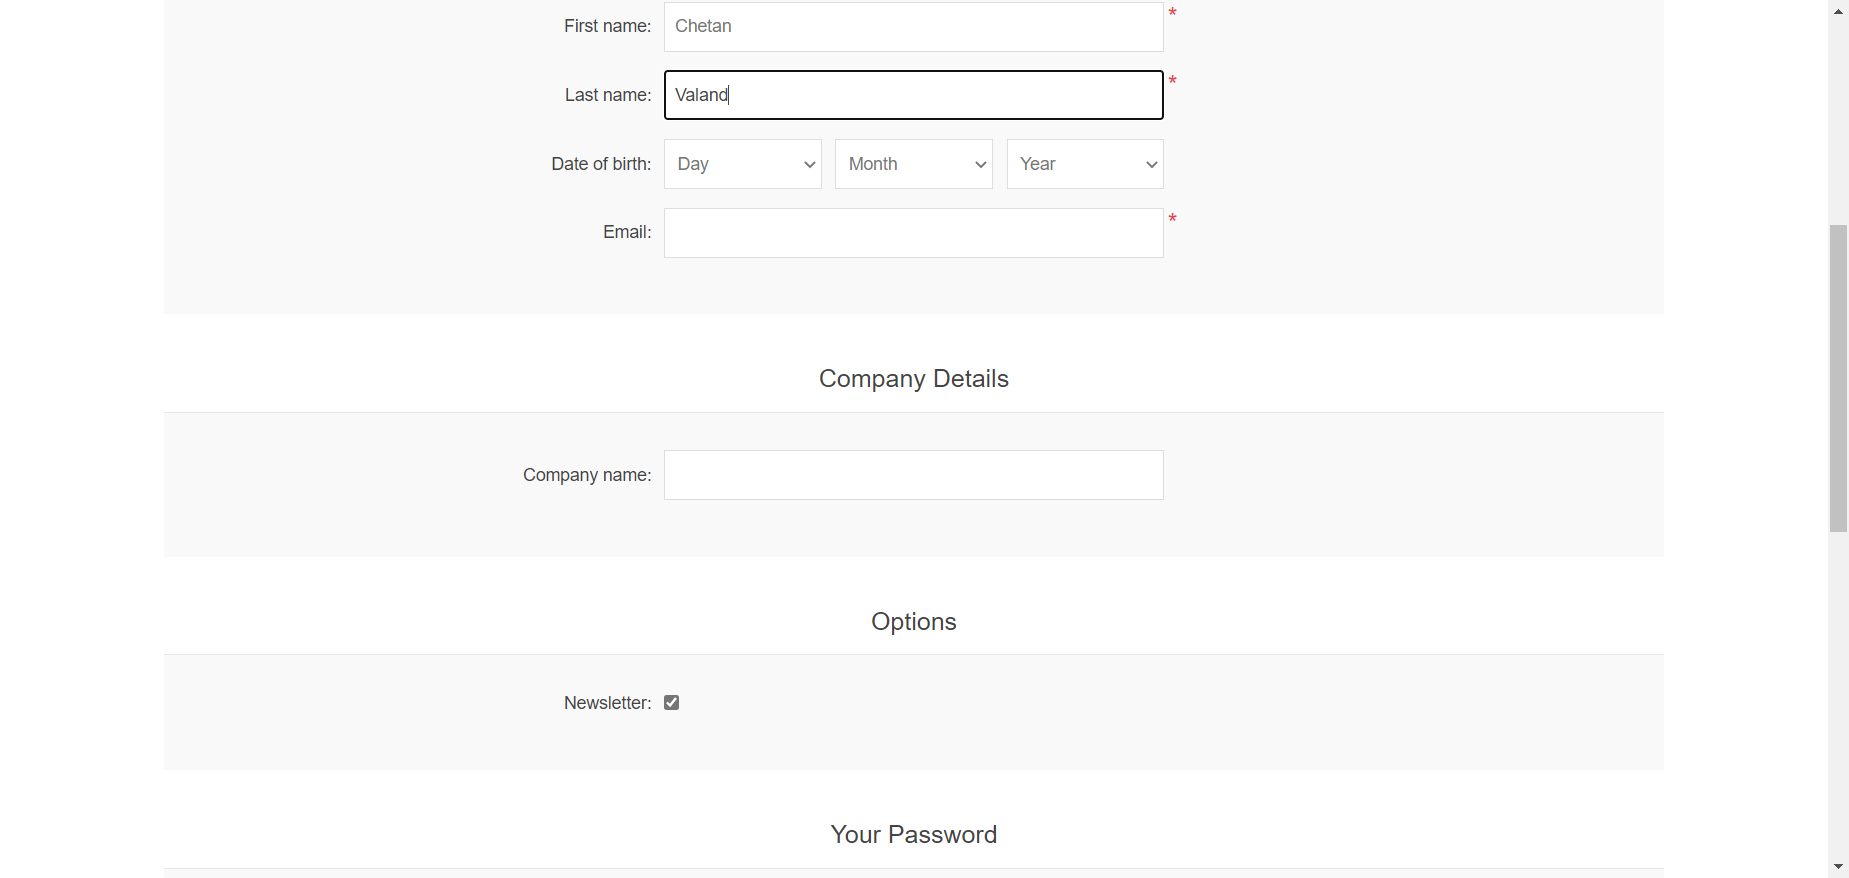 First name: Chetan *
Last name: Valand *
Date of birth: Day Month Year
Email: *
Company Details
Company name:
Options
Newsletter:
Your Password